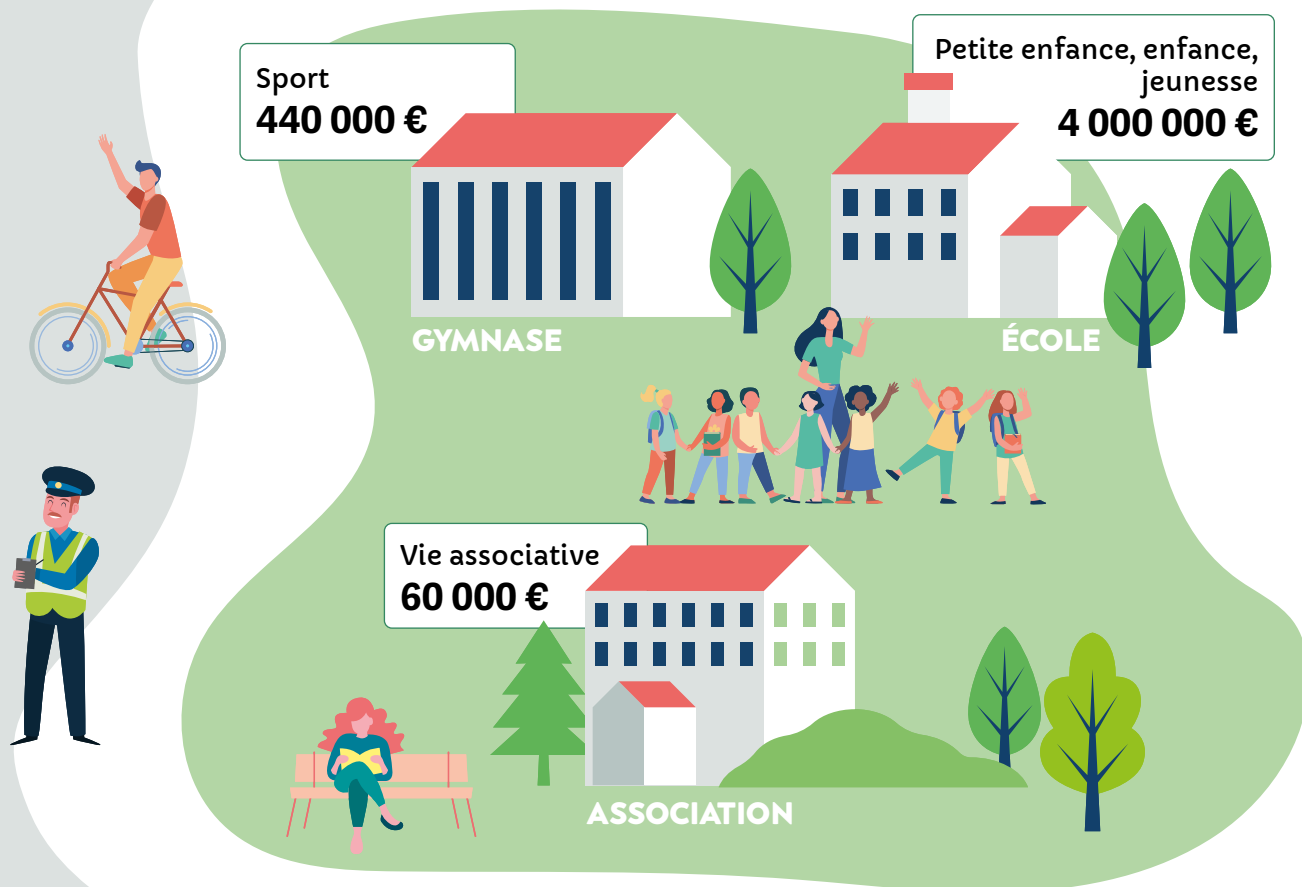 Sport
440 000 €
Petite enfance, enfance,
jeunesse
4 000 000 €
GYMNASE
ÉCOLE
Vie associative
60 000 €
ASSOCIATION